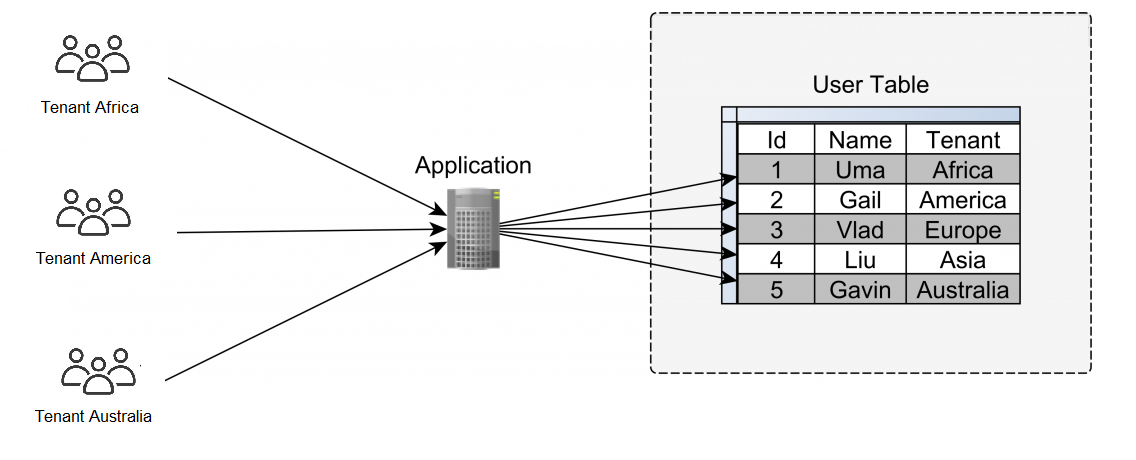 Tenant Africa
Tenant America
Tenant Australia
Application
User Table
Id Name Tenant
1 Uma Africa
2 Gail America
3 Vlad Europe
4 Liu Asia
5 Gavin Australia